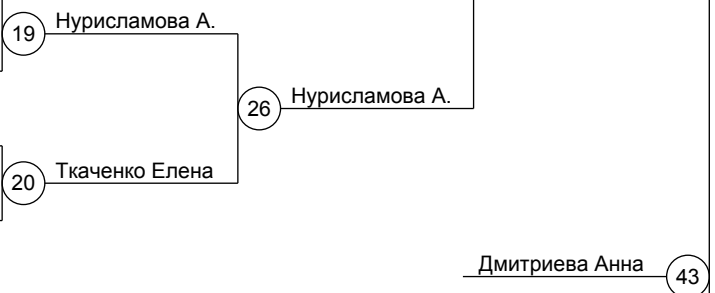 19 Нурисламова А.
26 Нурисламова А.
20 Ткаченко Елена
Дмитриева Анна 43